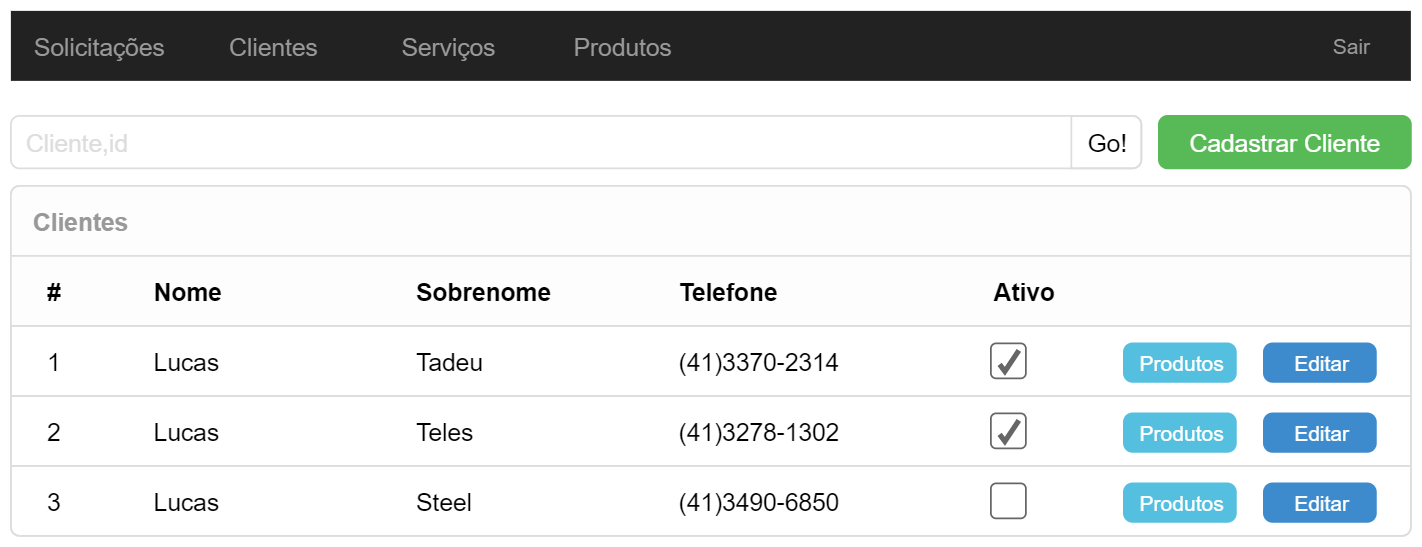 Solicitações Clientes Serviços Produtos Sair
Cliente,id Go! Cadastrar Cliente
Clientes
# Nome Sobrenome Telefone Ativo
1 Lucas Tadeu (41)3370-2314 Produtos Editar
2 Lucas Teles (41)3278-1302 Produtos Editar
3 Lucas Steel (41)3490-6850 Produtos Editar